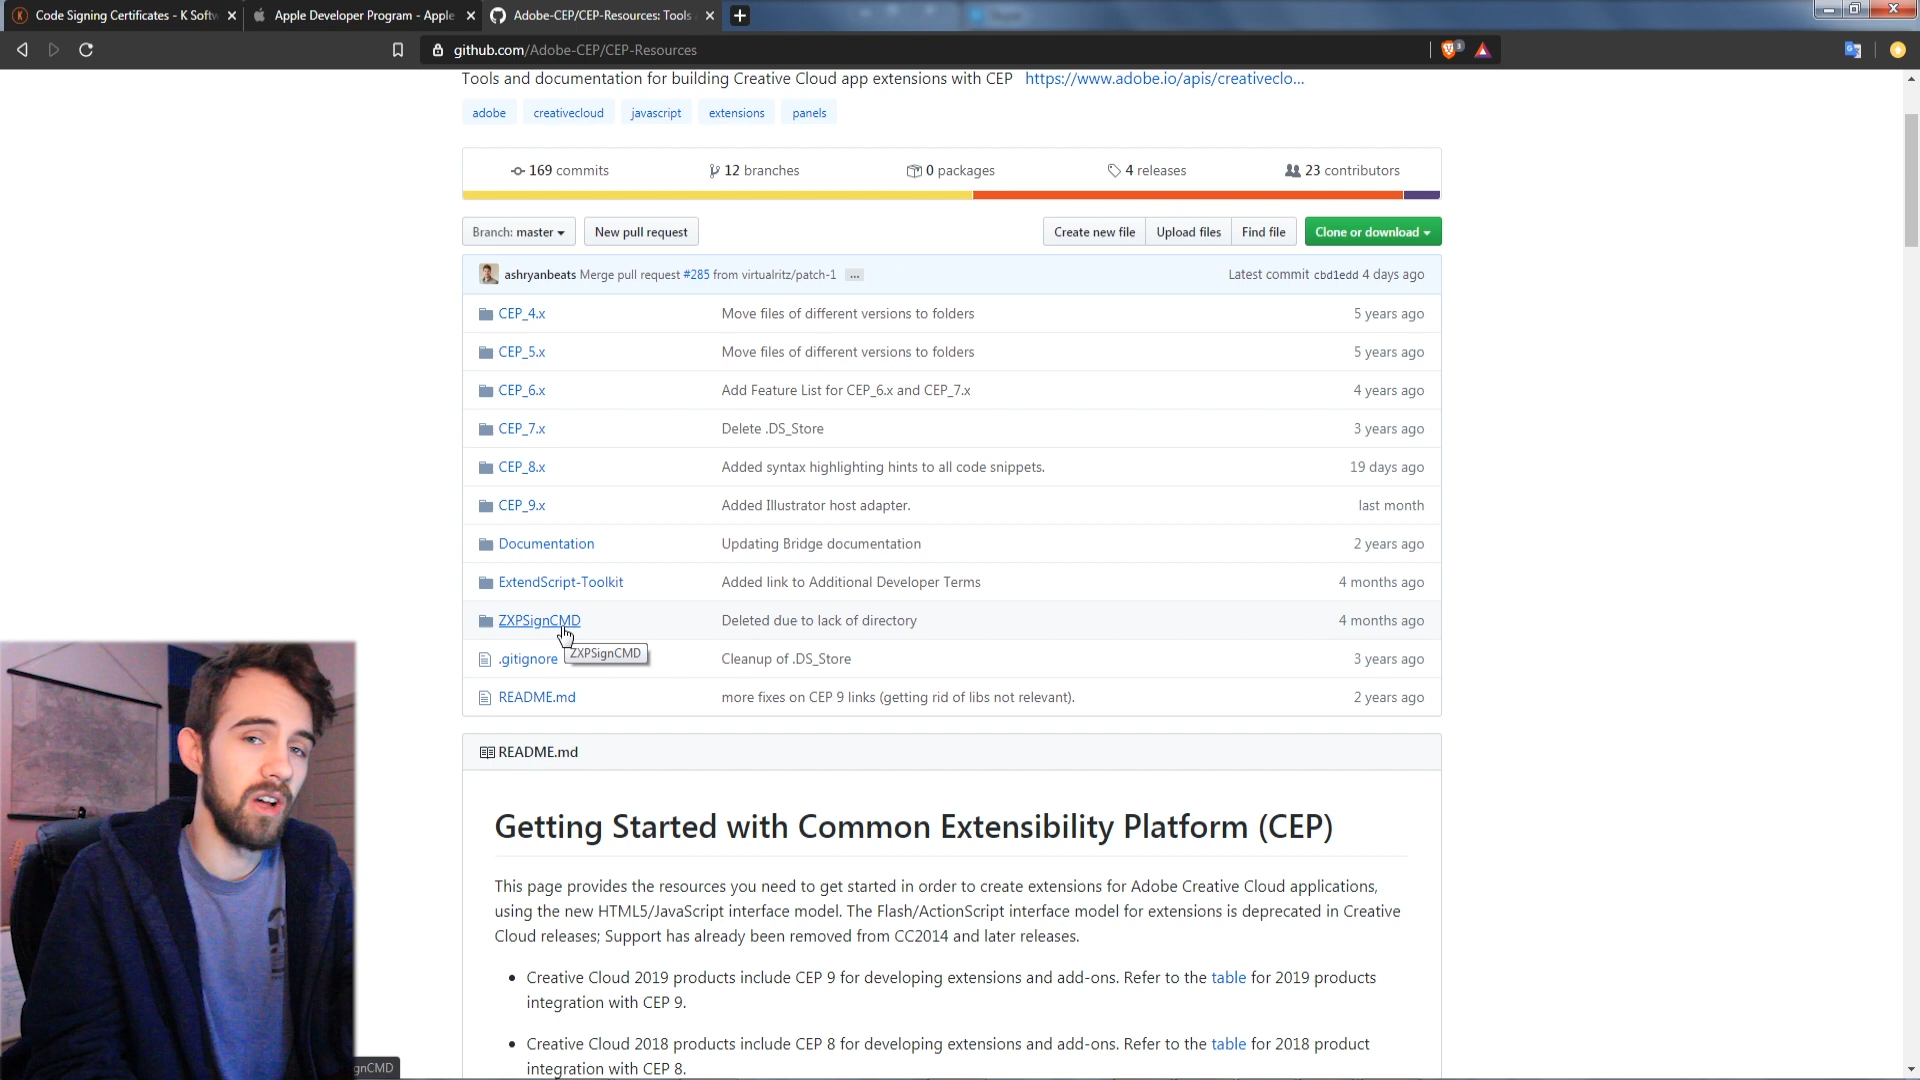 Code Signing Certificates - K Softw
Apple Developer Program - Apple
Adobe-CEP/CEP-Resources: Tools
github.com/Adobe-CEP/CEP-Resources
3
Tools and documentation for building Creative Cloud app extensions with CEP https://www.adobe.io/apis/creativeclo...
adobe creativecloud javascript extensions panels
169 commits 12 branches 0 packages 4 releases 23 contributors
Branch: master New pull request Create new file Upload files Find file Clone or download
ashryanbeats Merge pull request #285 from virtualritz/patch-1 ... Latest commit cbd1edd 4 days ago
CEP_4.x Move files of different versions to folders 5 years ago
CEP_5.x Move files of different versions to folders 5 years ago
CEP_6.x Add Feature List for CEP_6.x and CEP_7.x 4 years ago
CEP_7.x Delete .DS_Store 3 years ago
CEP_8.x Added syntax highlighting hints to all code snippets. 19 days ago
CEP_9.x Added Illustrator host adapter. last month
Documentation Updating Bridge documentation 2 years ago
ExtendScript-Toolkit Added link to Additional Developer Terms 4 months ago
ZXPSignCMD Deleted due to lack of directory 4 months ago
ZXPSignCMD
.gitignore Cleanup of .DS_Store 3 years ago
README.md more fixes on CEP 9 links (getting rid of libs not relevant). 2 years ago
README.md
Getting Started with Common Extensibility Platform (CEP)
This page provides the resources you need to get started in order to create extensions for Adobe Creative Cloud applications,
using the new HTML5/JavaScript interface model. The Flash/ActionScript interface model for extensions is deprecated in Creative
Cloud releases; Support has already been removed from CC2014 and later releases.
• Creative Cloud 2019 products include CEP 9 for developing extensions and add-ons. Refer to the table for 2019 products
integration with CEP 9.
• Creative Cloud 2018 products include CEP 8 for developing extensions and add-ons. Refer to the table for 2018 product
integration with CEP 8.
gnCMD